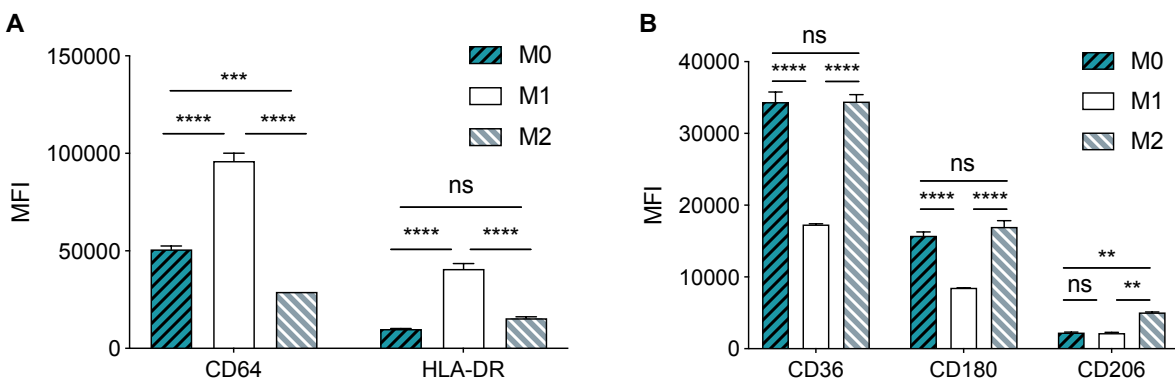 A
MFI
150000
100000
50000
0
***
**** ****
ns
**** ****
M0
M1
M2
CD64 HLA-DR
B
MFI
40000
30000
20000
10000
0
ns
**** ****
ns
**** ****
**
ns **
M0
M1
M2
CD36 CD180 CD206